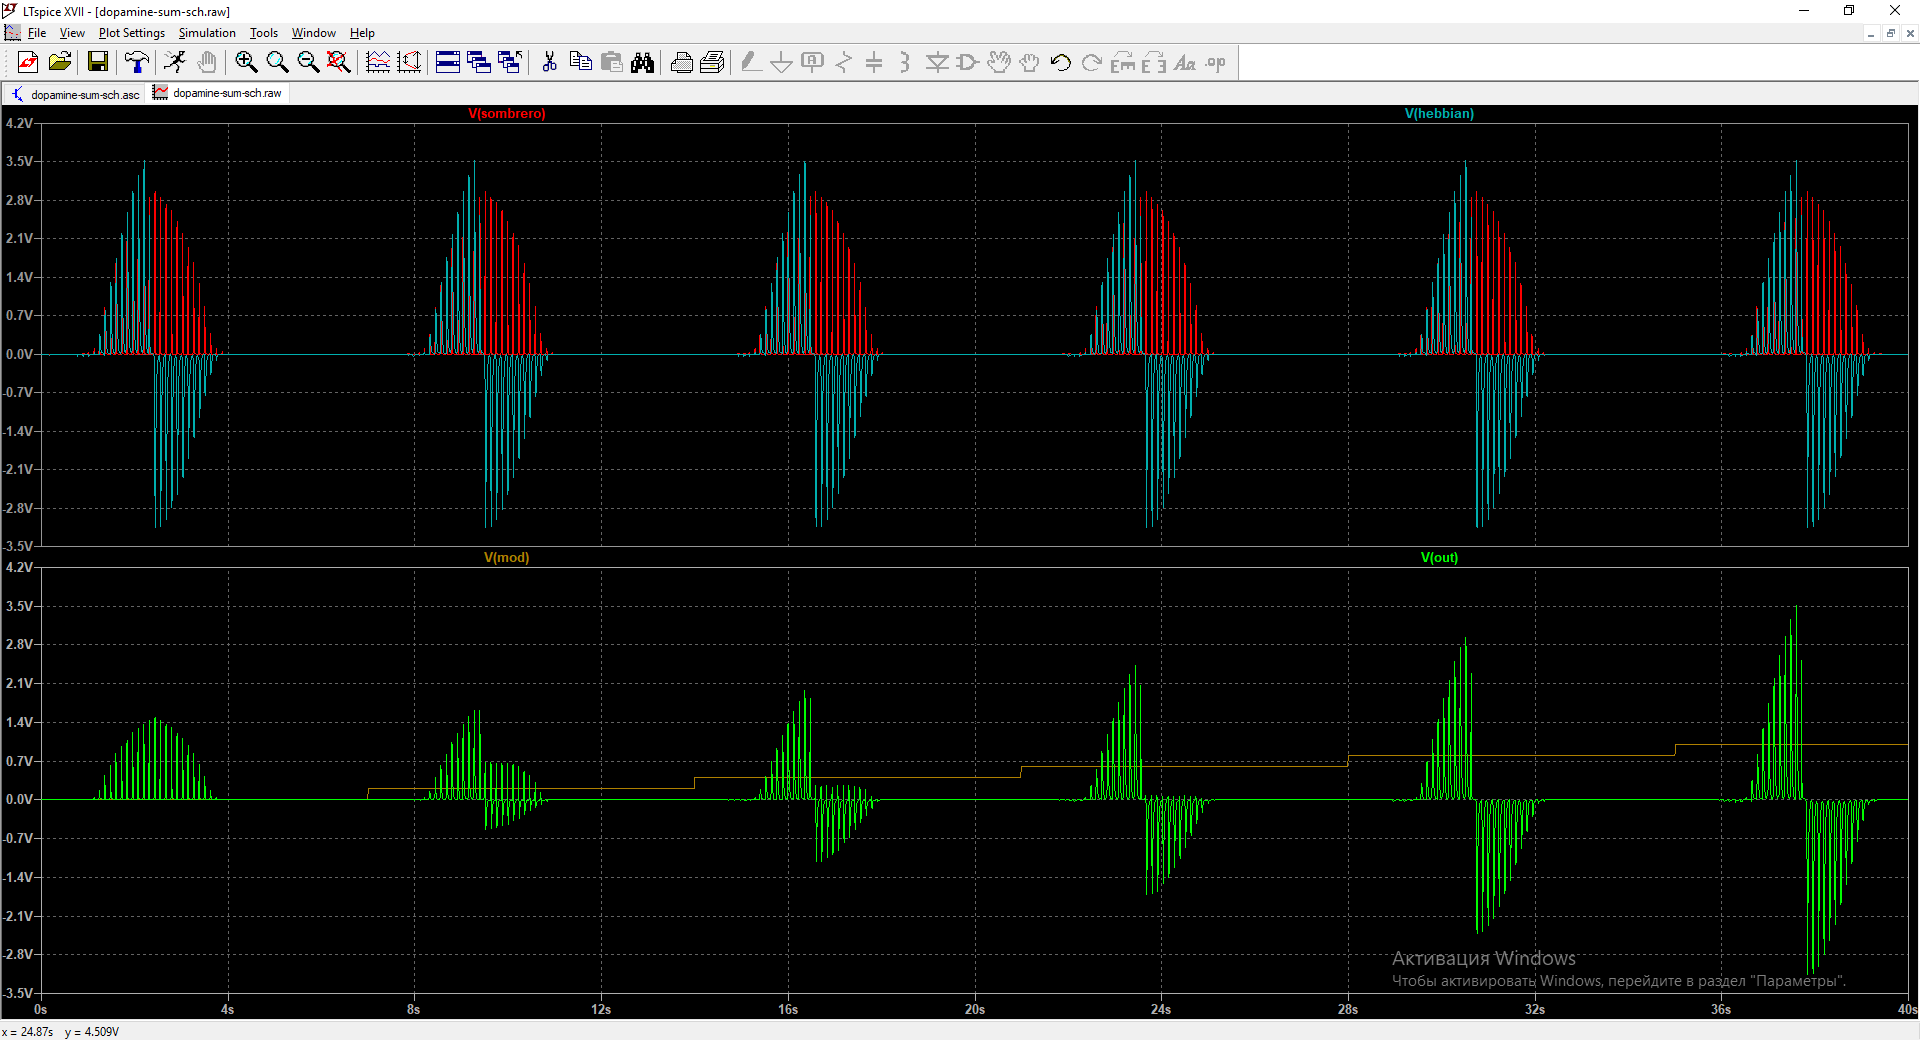 LTspice XVII - [dopamine-sum-sch.raw]
File View Plot Settings Simulation Tools Window Help
dopamine-sum-sch.asc dopamine-sum-sch.raw
V(sombrero) V(hebbian)
4.2V
3.5V
2.8V
2.1V
1.4V
0.7V
0.0V
-0.7V
-1.4V
-2.1V
-2.8V
-3.5V
V(mod) V(out)
4.2V
3.5V
2.8V
2.1V
1.4V
0.7V
0.0V
-0.7V
-1.4V
-2.1V
-2.8V
-3.5V
0s 4s 8s 12s 16s 20s 24s 28s 32s 36s 40s
Активация Windows
Чтобы активировать Windows, перейдите в раздел "Параметры".
x = 24.87s y = 4.509V